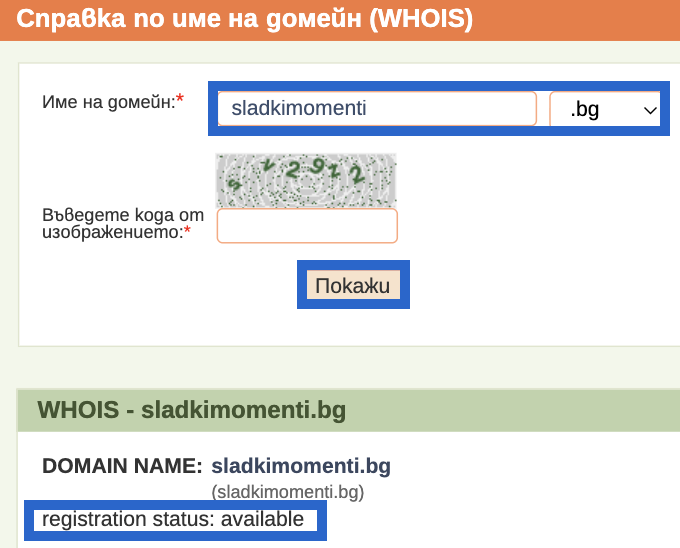 Справка по име на домейн (WHOIS)
Име на домейн:*
sladkimomenti
.bg
Въведете кода от
изображението:*
Покажи
WHOIS - sladkimomenti.bg
DOMAIN NAME: sladkimomenti.bg
(sladkimomenti.bg)
registration status: available